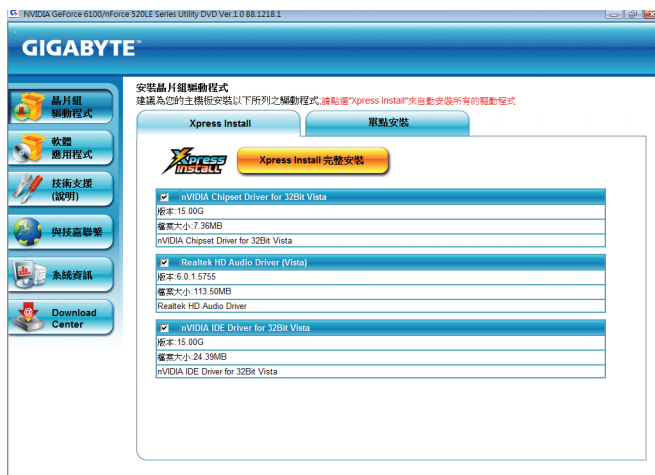 NVIDIA GeForce 6100/nForce 520LE Series Utility DVD Ver.1.0 B8.1218.1
GIGABYTE™
晶片組
驅動程式
軟體
應用程式
技術支援
(說明)
與技嘉聯繫
系統資訊
Download
Center
安裝晶片組驅動程式
建議為您的主機板安裝以下所列之驅動程式;請點選"Xpress Install"來自動安裝所有的驅動程式
Xpress Install
單點安裝
Xpress
Install
Xpress Install 完整安裝
nVIDIA Chipset Driver for 32Bit Vista
版本:15.00G
檔案大小:7.36MB
nVIDIA Chipset Driver for 32Bit Vista
Realtek HD Audio Driver (Vista)
版本:6.0.1.5755
檔案大小:113.50MB
Realtek HD Audio Driver
nVIDIA IDE Driver for 32Bit Vista
版本:15.00G
檔案大小:24.39MB
nVIDIA IDE Driver for 32Bit Vista